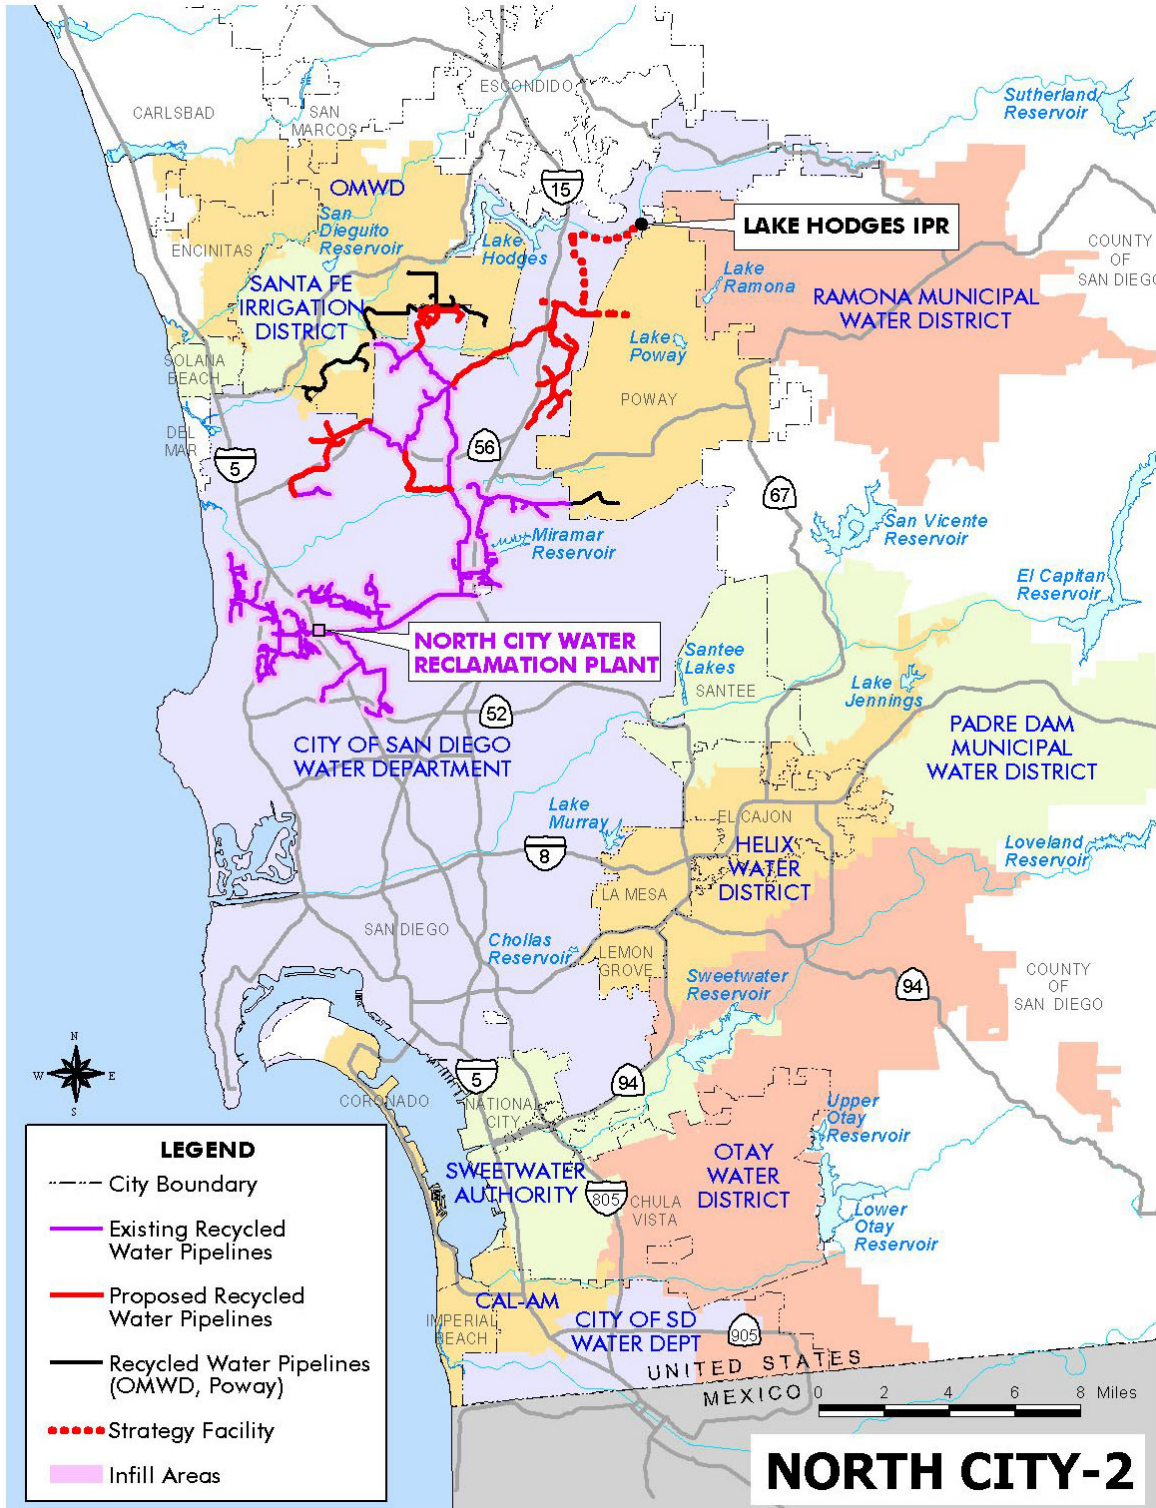 ESCONDIDO
Sutherland
Reservoir
CARLSBAD
SAN
MARCOS
OMWD
15
San
Dieguito
Reservoir
LAKE HODGES IPR
ENCINITAS
Lake
Hodges
COUNTY
OF
SAN DIEGO
SANTA FE
IRRIGATION
DISTRICT
Lake
Ramona
RAMONA MUNICIPAL
WATER DISTRICT
Lake
Poway
SOLANA
BEACH
POWAY
DEL
MAR
56
5
67
San Vicente
Reservoir
Miramar
Reservoir
El Capitan
Reservoir
NORTH CITY WATER
RECLAMATION PLANT
Santee
Lakes
SANTEE
Lake
Jennings
52
PADRE DAM
MUNICIPAL
WATER DISTRICT
CITY OF SAN DIEGO
WATER DEPARTMENT
Lake
Murray
EL CAJON
8
HELIX
WATER
DISTRICT
Loveland
Reservoir
LA MESA
SAN DIEGO
Chollas
Reservoir
LEMON
GROVE
Sweetwater
Reservoir
94
COUNTY
OF
SAN DIEGO
N
W E
S
5
94
CORONADO
NATIONAL
CITY
Upper
Otay
Reservoir
OTAY
WATER
DISTRICT
SWEETWATER
AUTHORITY
805
CHULA
VISTA
Lower
Otay
Reservoir
CAL-AM
IMPERIAL
BEACH
CITY OF SD
WATER DEPT
905
UNITED STATES
MEXICO
0 2 4 6 8 Miles
LEGEND
City Boundary
Existing Recycled
Water Pipelines
Proposed Recycled
Water Pipelines
Recycled Water Pipelines
(OMWD, Poway)
Strategy Facility
Infill Areas
NORTH CITY-2